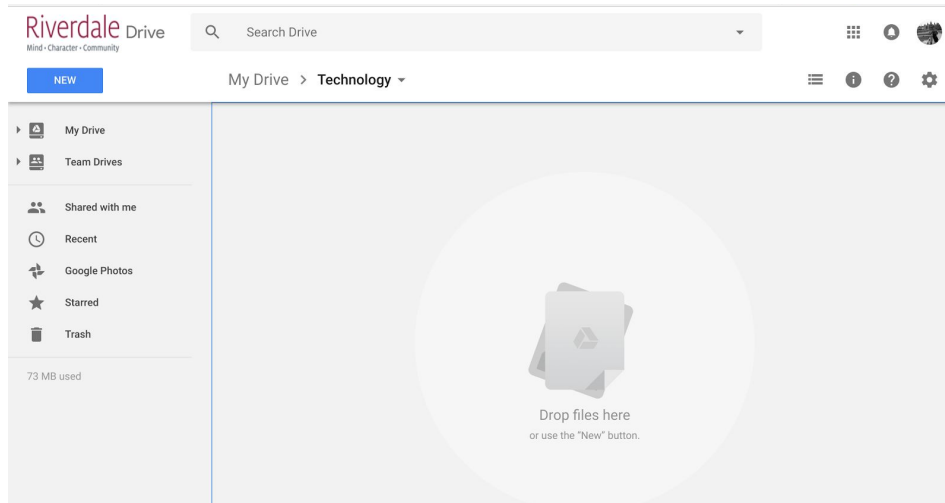 Riverdale Drive
Mind • Character • Community
Search Drive
NEW
My Drive > Technology
My Drive
Team Drives
Shared with me
Recent
Google Photos
Starred
Trash
73 MB used
Drop files here
or use the "New" button.